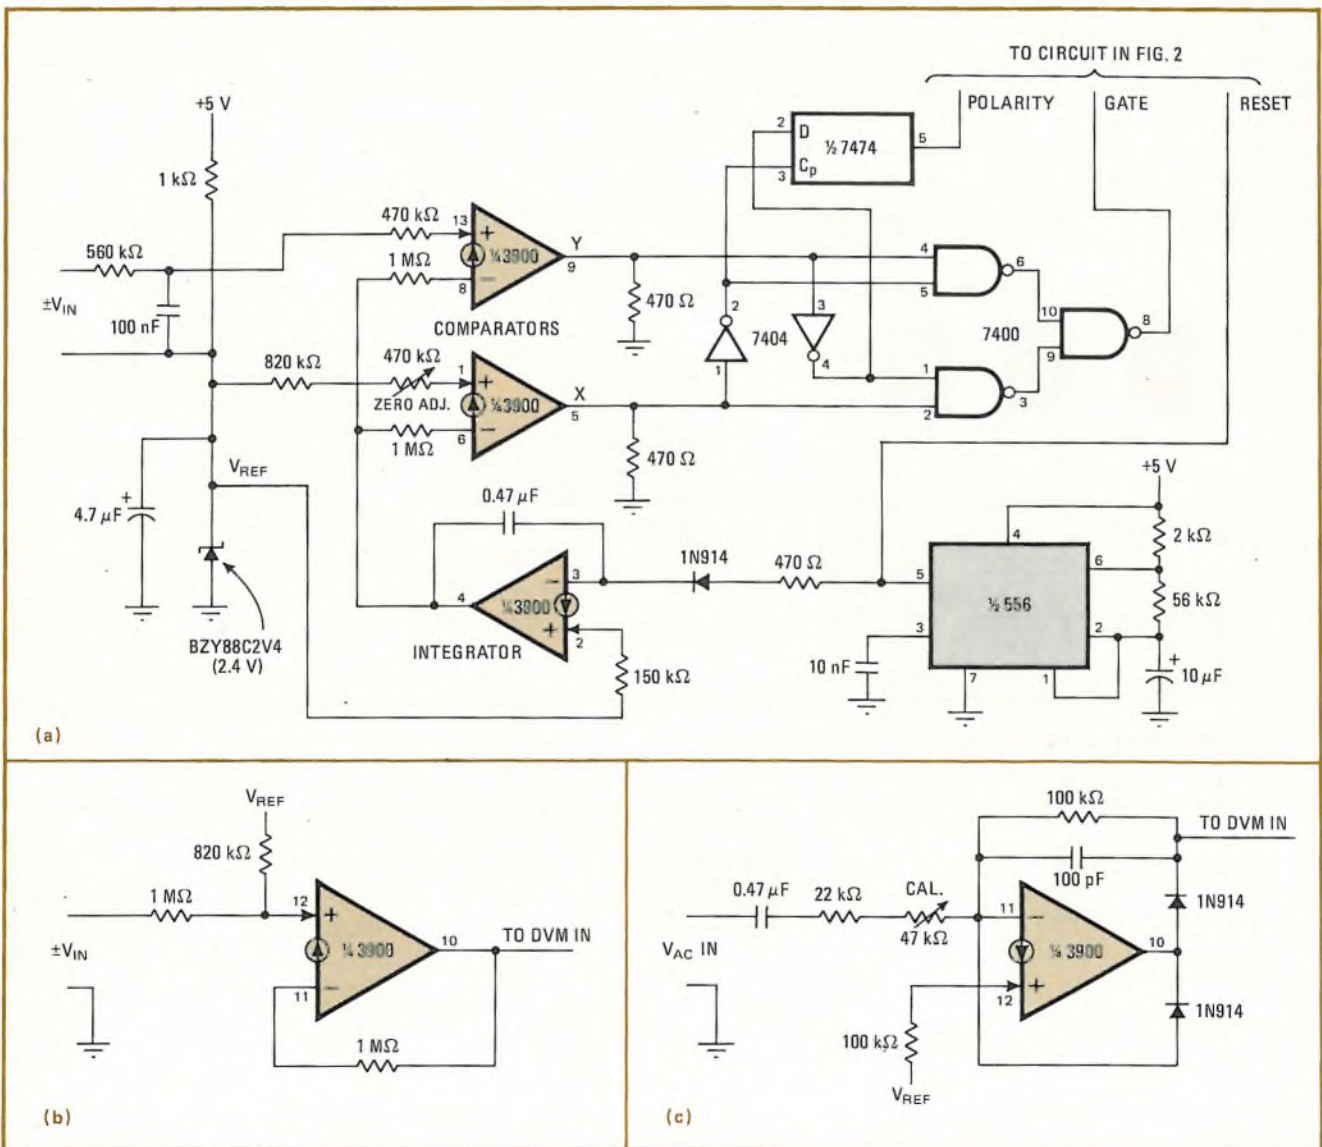 TO CIRCUIT IN FIG. 2
POLARITY
GATE
RESET
+5 V
1 kΩ
2
D
½ 7474
5
3
Cp
470 kΩ
13
+
¼ 3900
Y
9
560 kΩ
1 MΩ
8
−
±VIN
100 nF
COMPARATORS
470 Ω
4
5
6
2
7404
3
4
1
7400
10
9
8
820 kΩ
470 kΩ
1
+
ZERO ADJ.
¼ 3900
X
5
1 MΩ
6
−
1
2
3
470 Ω
VREF
+
4.7 μF
0.47 μF
BZY88C2V4
(2.4 V)
4
¼ 3900
−
3
+
2
INTEGRATOR
1N914
470 Ω
150 kΩ
+5 V
4
2 kΩ
5
6
½ 556
56 kΩ
3
2
10 nF
7
1
+
10 μF
(a)
VREF
820 kΩ
1 MΩ
12
+
±VIN
¼ 3900
10
TO DVM IN
11
−
1 MΩ
(b)
100 kΩ
TO DVM IN
100 pF
0.47 μF
22 kΩ
CAL.
47 kΩ
11
−
1N914
VAC IN
¼ 3900
10
12
+
1N914
100 kΩ
VREF
(c)